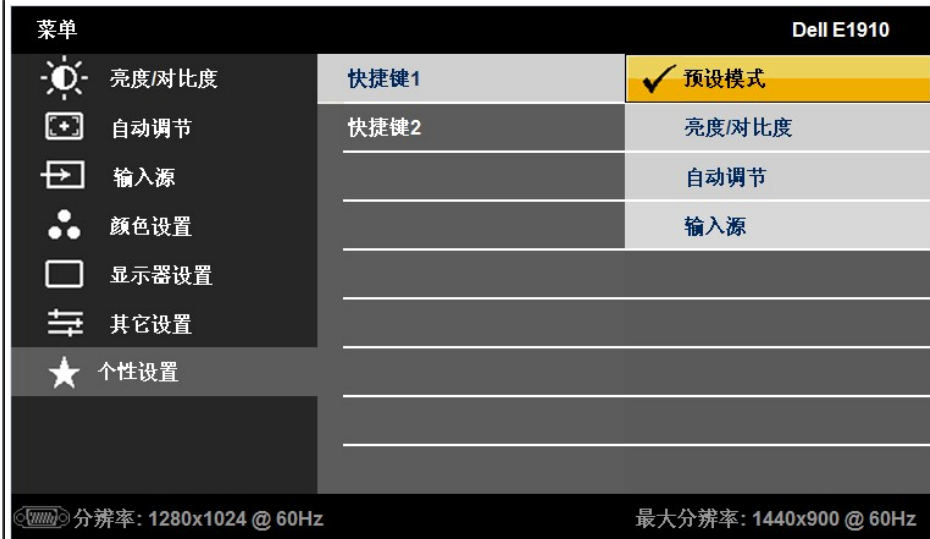 菜单
Dell E1910
亮度/对比度
快捷键1
预设模式
自动调节
快捷键2
亮度/对比度
输入源
自动调节
颜色设置
输入源
显示器设置
其它设置
个性设置
分辨率: 1280x1024 @ 60Hz
最大分辨率: 1440x900 @ 60Hz